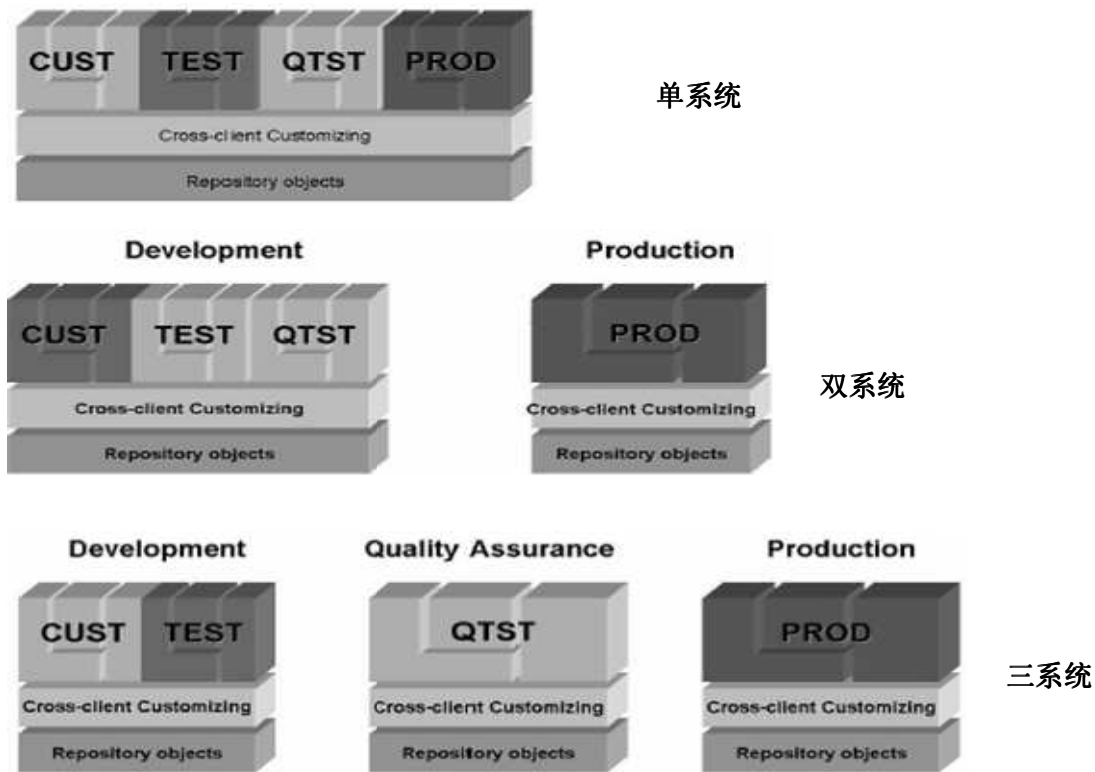 CUST TEST QTST PROD
单系统
Cross-client Customizing
Repository objects
Development Production
CUST TEST QTST PROD
双系统
Cross-client Customizing Cross-client Customizing
Repository objects Repository objects
Development Quality Assurance Production
CUST TEST QTST PROD
三系统
Cross-client Customizing Cross-client Customizing Cross-client Customizing
Repository objects Repository objects Repository objects